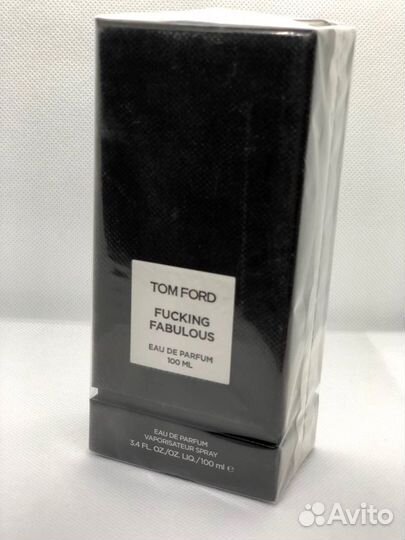 TOM FORD
FUCKING
FABULOUS
EAU DE PARFUM
100 ML
EAU DE PARFUM
VAPORISATEUR SPRAY
3.4 FL. OZ./OZ. LIQ./100 ml e
Avito